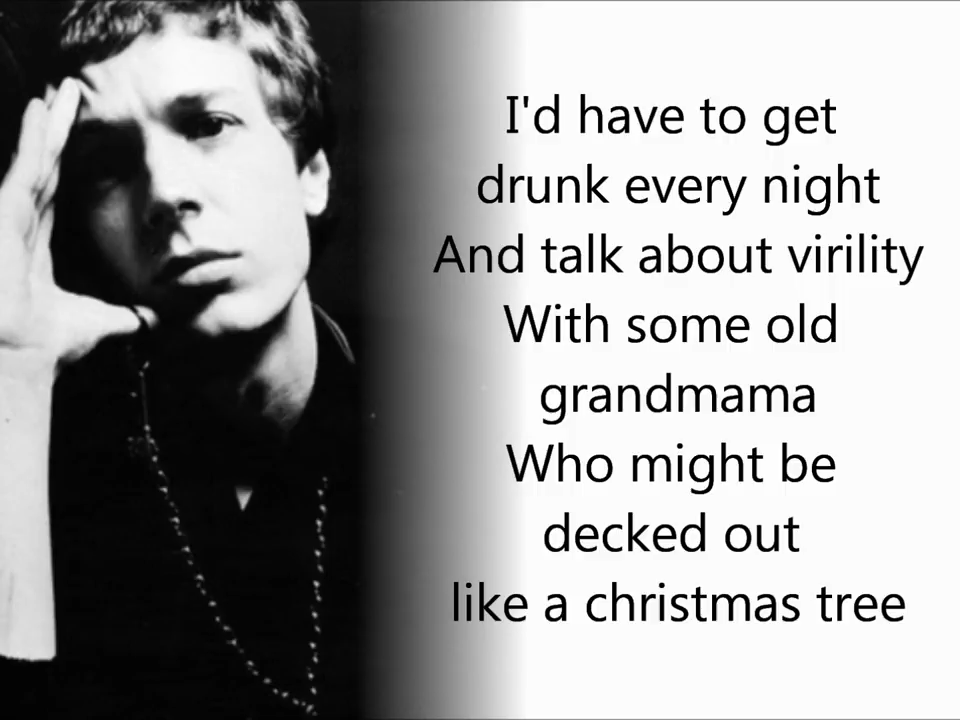 I'd have to get
drunk every night
And talk about virility
With some old
grandmama
Who might be
decked out
like a christmas tree